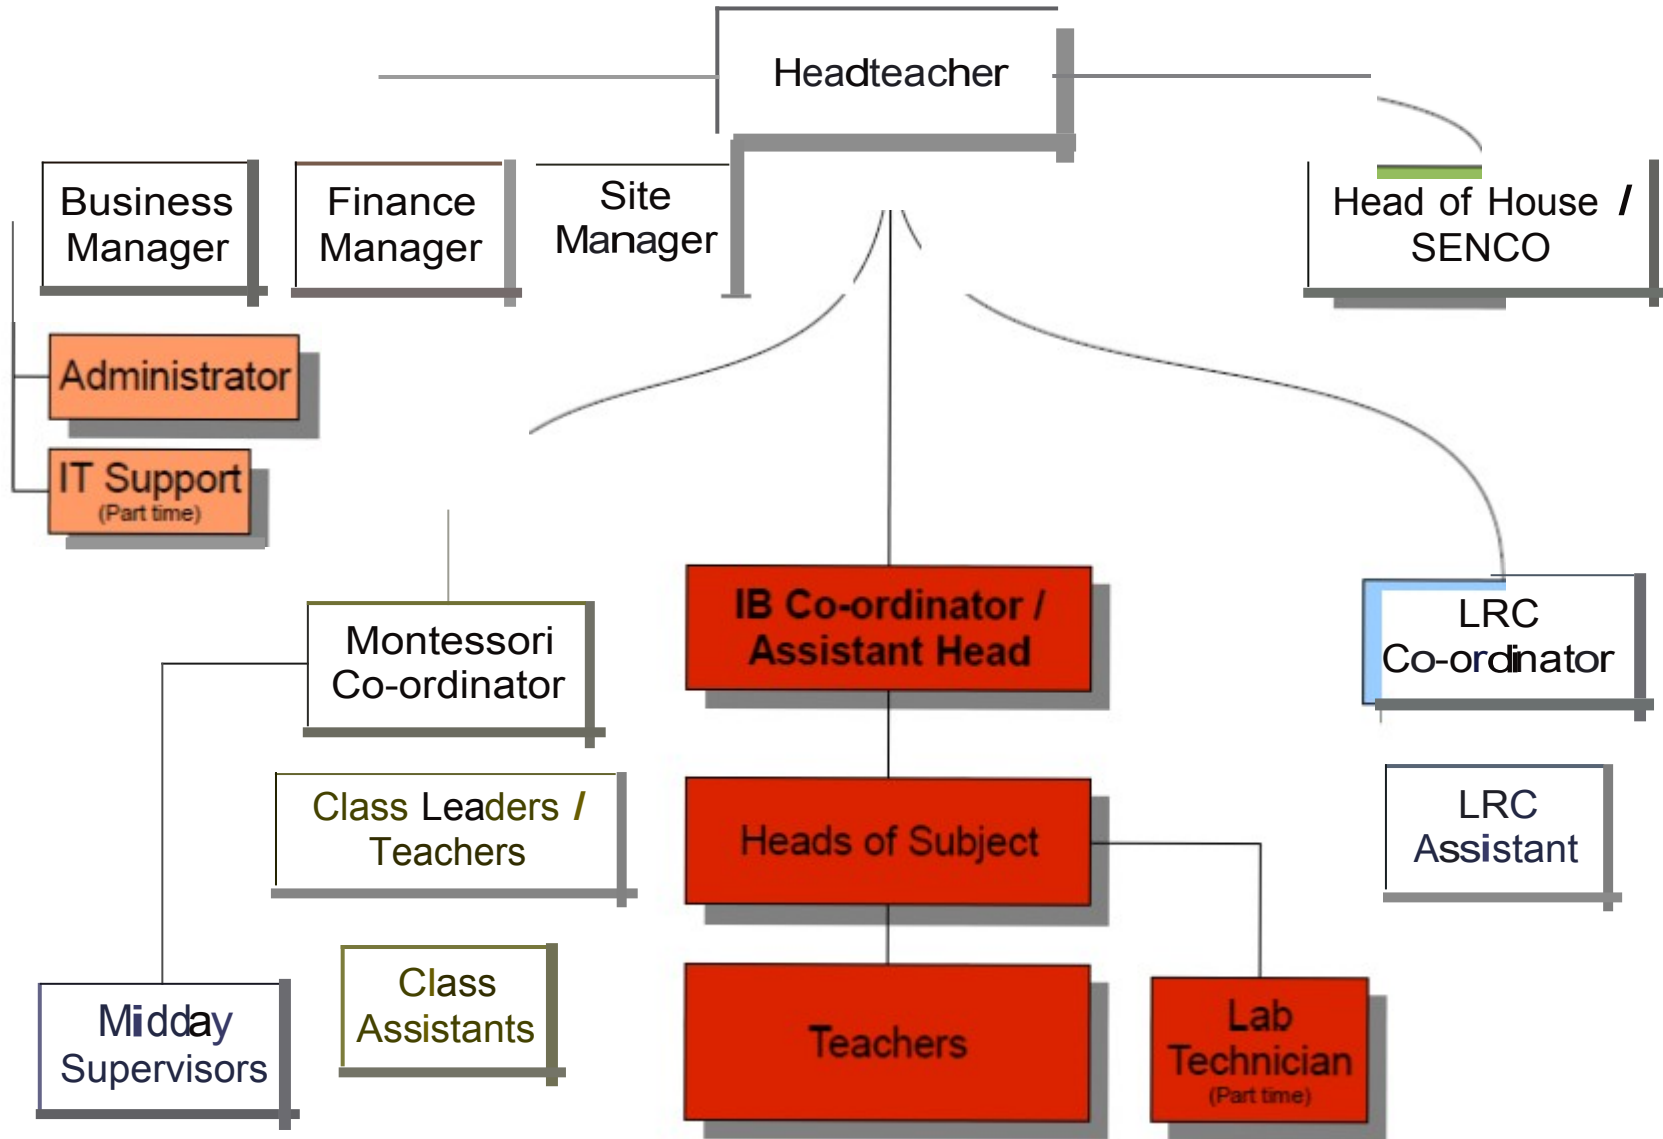 Headteacher
Business
Manager
Finance
Manager
Site
Manager
Head of House /
SENCO
Administrator
IT Support
(Part time)
Montessori
Co-ordinator
IB Co-ordinator /
Assistant Head
LRC
Co-ordinator
Class Leaders /
Teachers
Heads of Subject
LRC
Assistant
Midday
Supervisors
Class
Assistants
Teachers
Lab
Technician
(Part time)